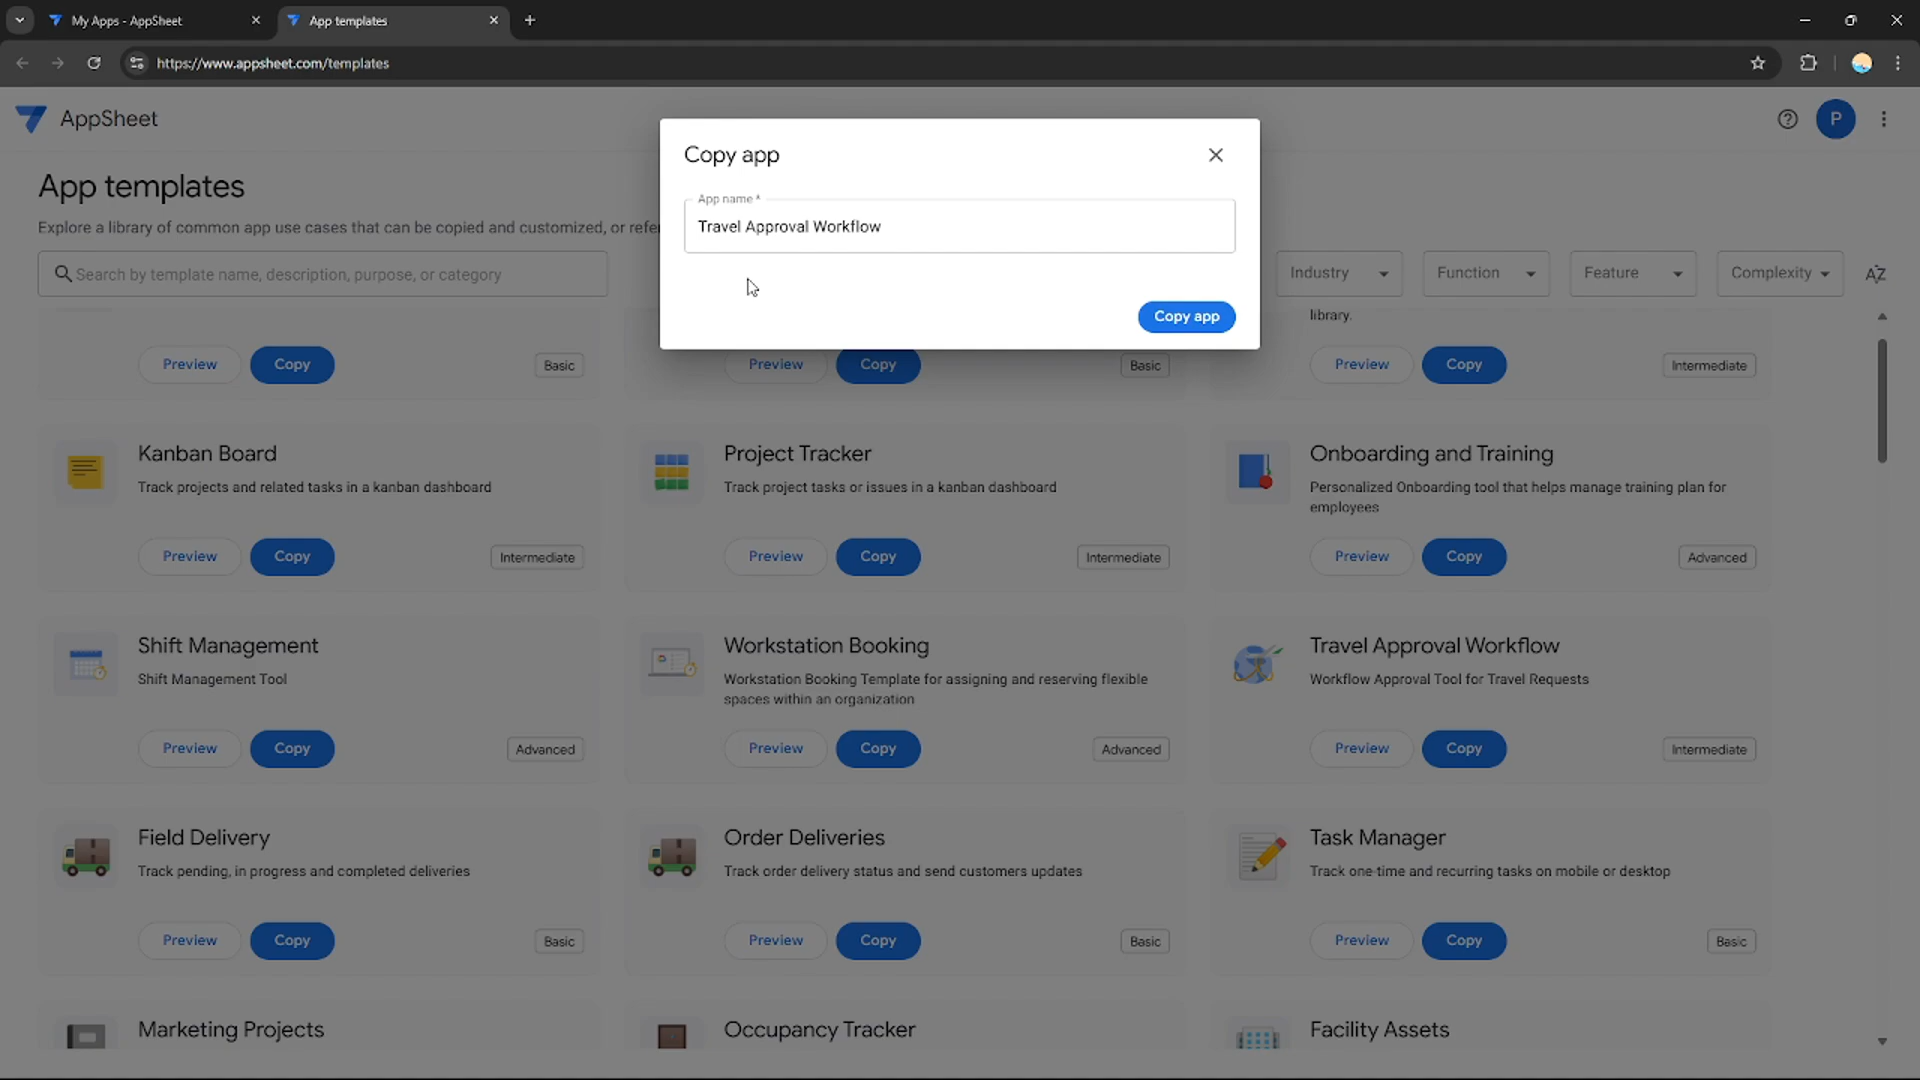 My Apps - AppSheet
App templates
https://www.appsheet.com/templates
AppSheet
P
App templates
Explore a library of common app use cases that can be copied and customized, or refe
Search by template name, description, purpose, or category
Industry
Function
Feature
Complexity
AZ
Copy app
App name *
Travel Approval Workflow
Copy app
library.
Preview
Copy
Basic
Preview
Copy
Basic
Preview
Copy
Intermediate
Kanban Board
Track projects and related tasks in a kanban dashboard
Preview
Copy
Intermediate
Project Tracker
Track project tasks or issues in a kanban dashboard
Preview
Copy
Intermediate
Onboarding and Training
Personalized Onboarding tool that helps manage training plan for
employees
Preview
Copy
Advanced
Shift Management
Shift Management Tool
Preview
Copy
Advanced
Workstation Booking
Workstation Booking Template for assigning and reserving flexible
spaces within an organization
Preview
Copy
Advanced
Travel Approval Workflow
Workflow Approval Tool for Travel Requests
Preview
Copy
Intermediate
Field Delivery
Track pending, in progress and completed deliveries
Preview
Copy
Basic
Order Deliveries
Track order delivery status and send customers updates
Preview
Copy
Basic
Task Manager
Track one-time and recurring tasks on mobile or desktop
Preview
Copy
Basic
Marketing Projects
Occupancy Tracker
Facility Assets